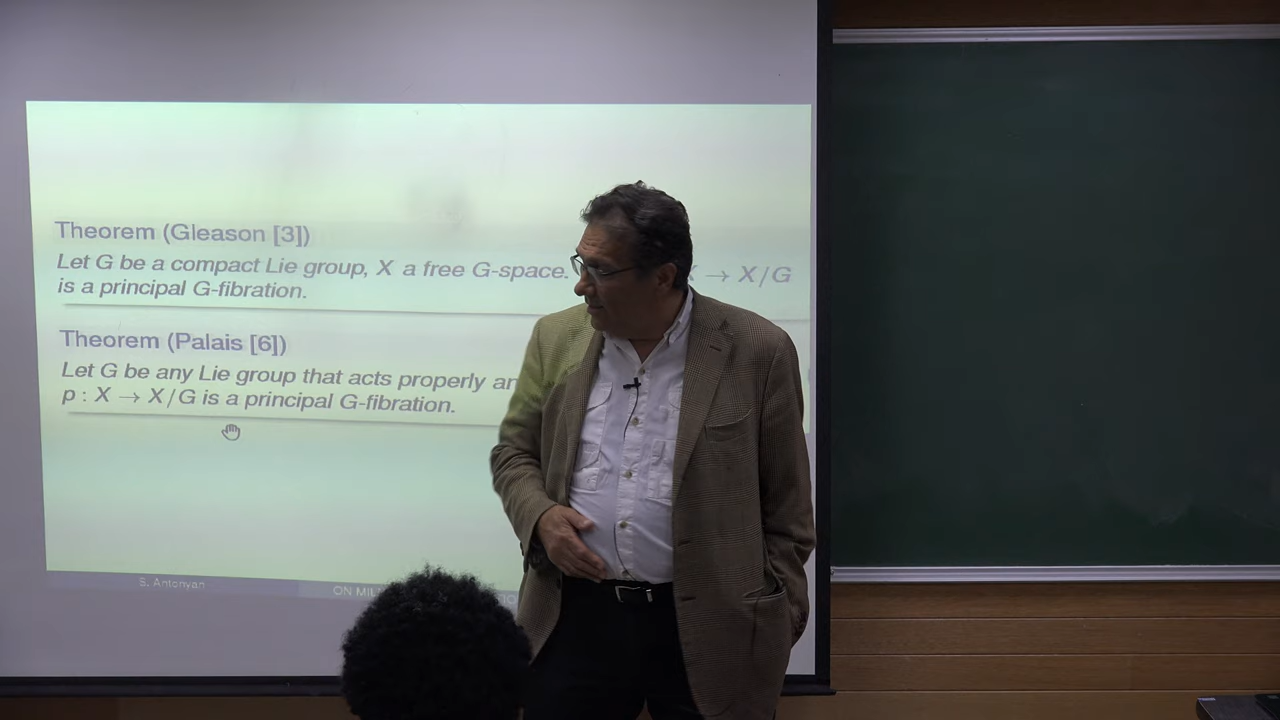 Theorem (Gleason [3])
Let G be a compact Lie group, X a free G-space. X → X/G
is a principal G-fibration.
Theorem (Palais [6])
Let G be any Lie group that acts properly
p : X → X/G is a principal G-fibration.
S. Antonyan
ON